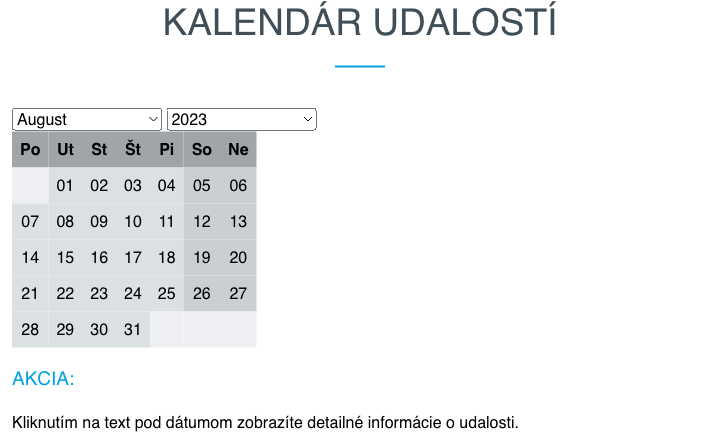 KALENDÁR UDALOSTÍ
August 2023
Po Ut St Št Pi So Ne
01 02 03 04 05 06
07 08 09 10 11 12 13
14 15 16 17 18 19 20
21 22 23 24 25 26 27
28 29 30 31
AKCIA:
Kliknutím na text pod dátumom zobrazíte detailné informácie o udalosti.